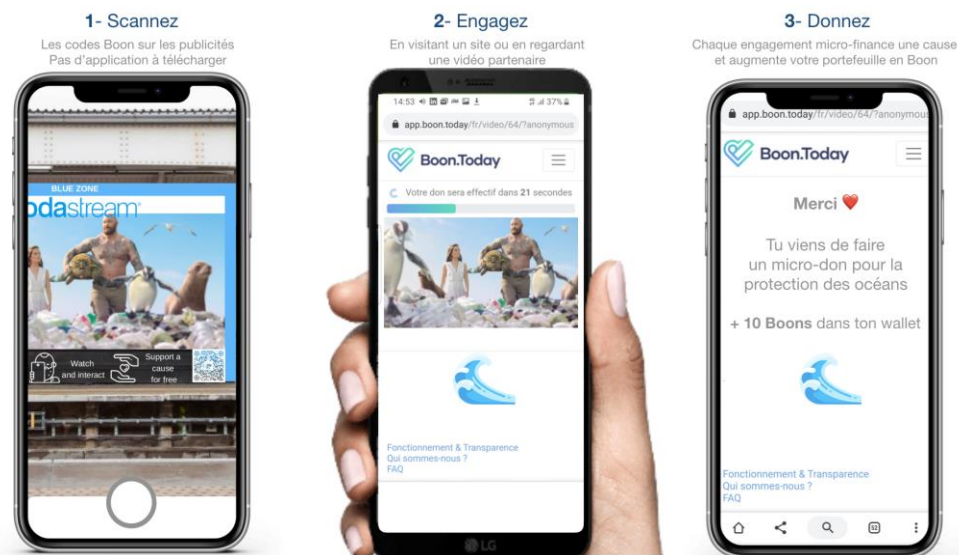 1- Scannez
Les codes Boon sur les publicités
Pas d'application à télécharger
BLUE ZONE
odastream
Watch
and interact
Support a
cause
for free
2- Engagez
En visitant un site ou en regardant
une vidéo partenaire
14:53
37%
app.boon.today/fr/video/64/?anonymous
Boon.Today
Votre don sera effectif dans 21 secondes
Fonctionnement & Transparence
Qui sommes-nous ?
FAQ
LG
3- Donnez
Chaque engagement micro-finance une cause
et augmente votre portefeuille en Boon
app.boon.today/fr/video/64/?anonymous
Boon.Today
Merci ❤️
Tu viens de faire
un micro-don pour la
protection des océans
+ 10 Boons dans ton wallet
Fonctionnement & Transparence
Qui sommes-nous ?
FAQ
52